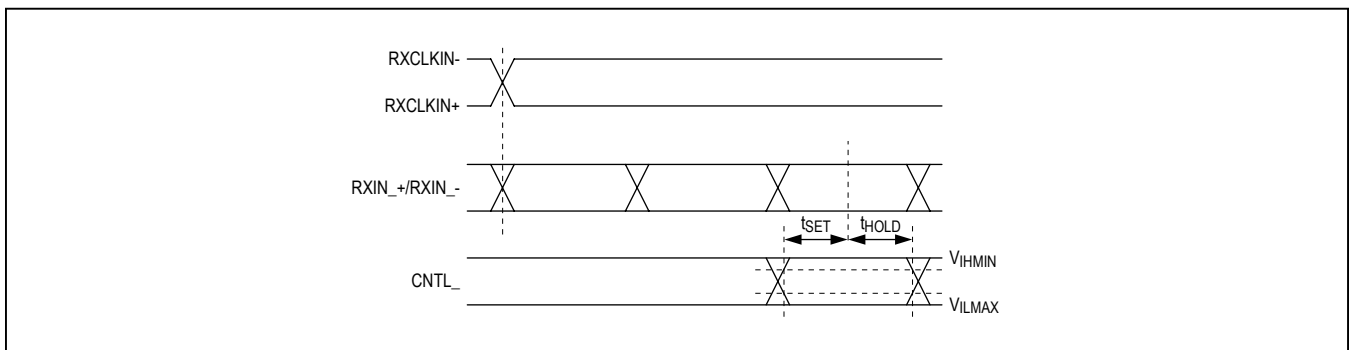 RXCLKIN-
RXCLKIN+
RXIN_+/RXIN_-
tSET
tHOLD
VIHMIN
CNTL_
VILMAX